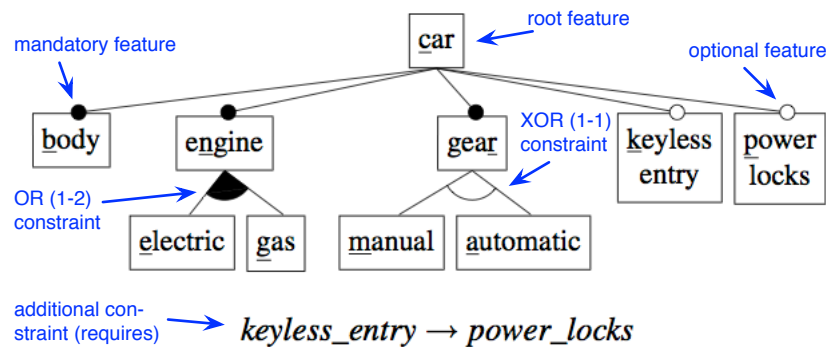 root feature
car
mandatory feature
optional feature
body
engine
gear
XOR (1-1)
constraint
keyless
entry
power
locks
OR (1-2)
constraint
electric
gas
manual
automatic
additional con-
straint (requires)
keyless_entry → power_locks